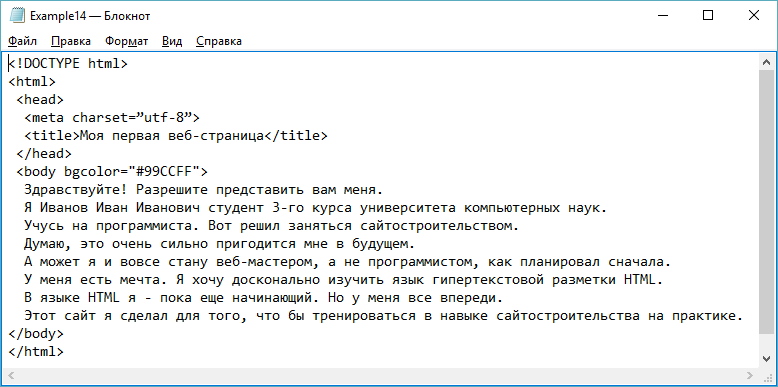 Example14 — Блокнот
Файл Правка Формат Вид Справка
<!DOCTYPE html>
<html>
<head>
<meta charset=”utf-8”>
<title>Моя первая веб-страница</title>
</head>
<body bgcolor="#99CCFF">
Здравствуйте! Разрешите представить вам меня.
Я Иванов Иван Иванович студент 3-го курса университета компьютерных наук.
Учусь на программиста. Вот решил заняться сайтостроительством.
Думаю, это очень сильно пригодится мне в будущем.
А может я и вовсе стану веб-мастером, а не программистом, как планировал сначала.
У меня есть мечта. Я хочу досконально изучить язык гипертекстовой разметки HTML.
В языке HTML я - пока еще начинающий. Но у меня все впереди.
Этот сайт я сделал для того, что бы тренироваться в навыке сайтостроительства на практике.
</body>
</html>